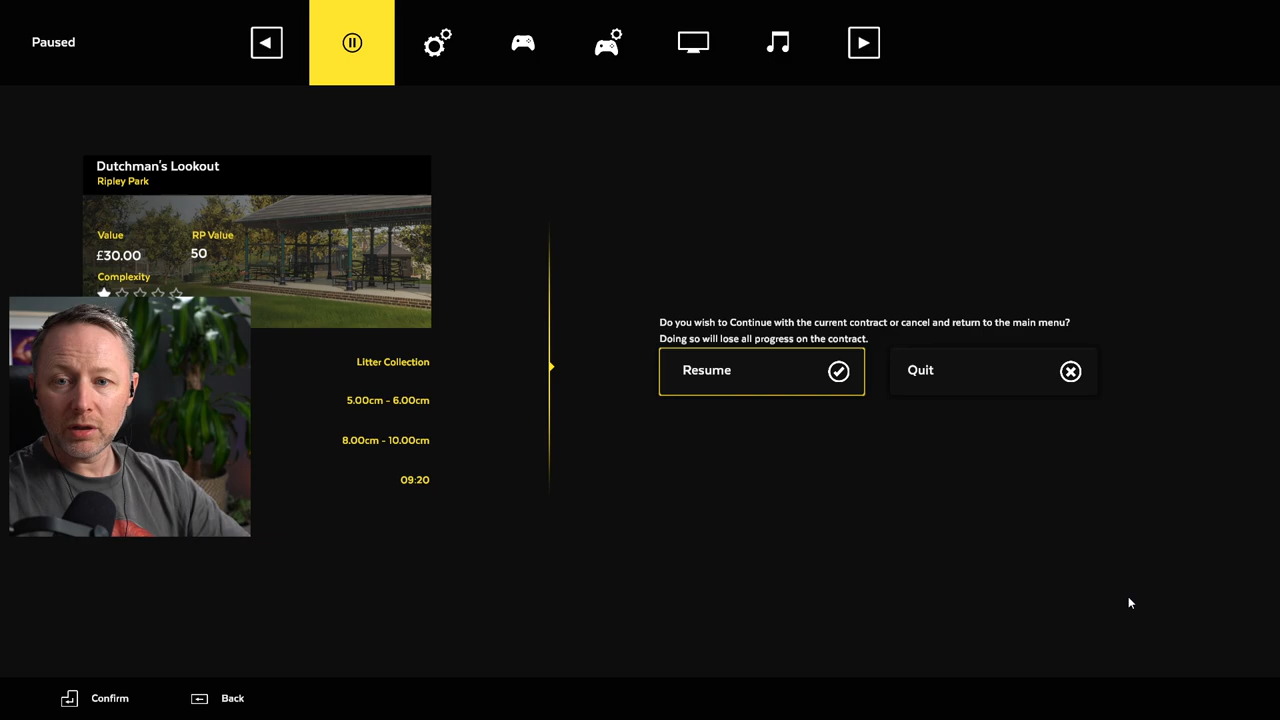 Paused
Dutchman's Lookout
Ripley Park
Value
RP Value
£30.00
50
Complexity
Litter Collection
5.00cm - 6.00cm
8.00cm - 10.00cm
09:20
Do you wish to Continue with the current contract or cancel and return to the main menu?
Doing so will lose all progress on the contract.
Resume
Quit
Confirm
Back